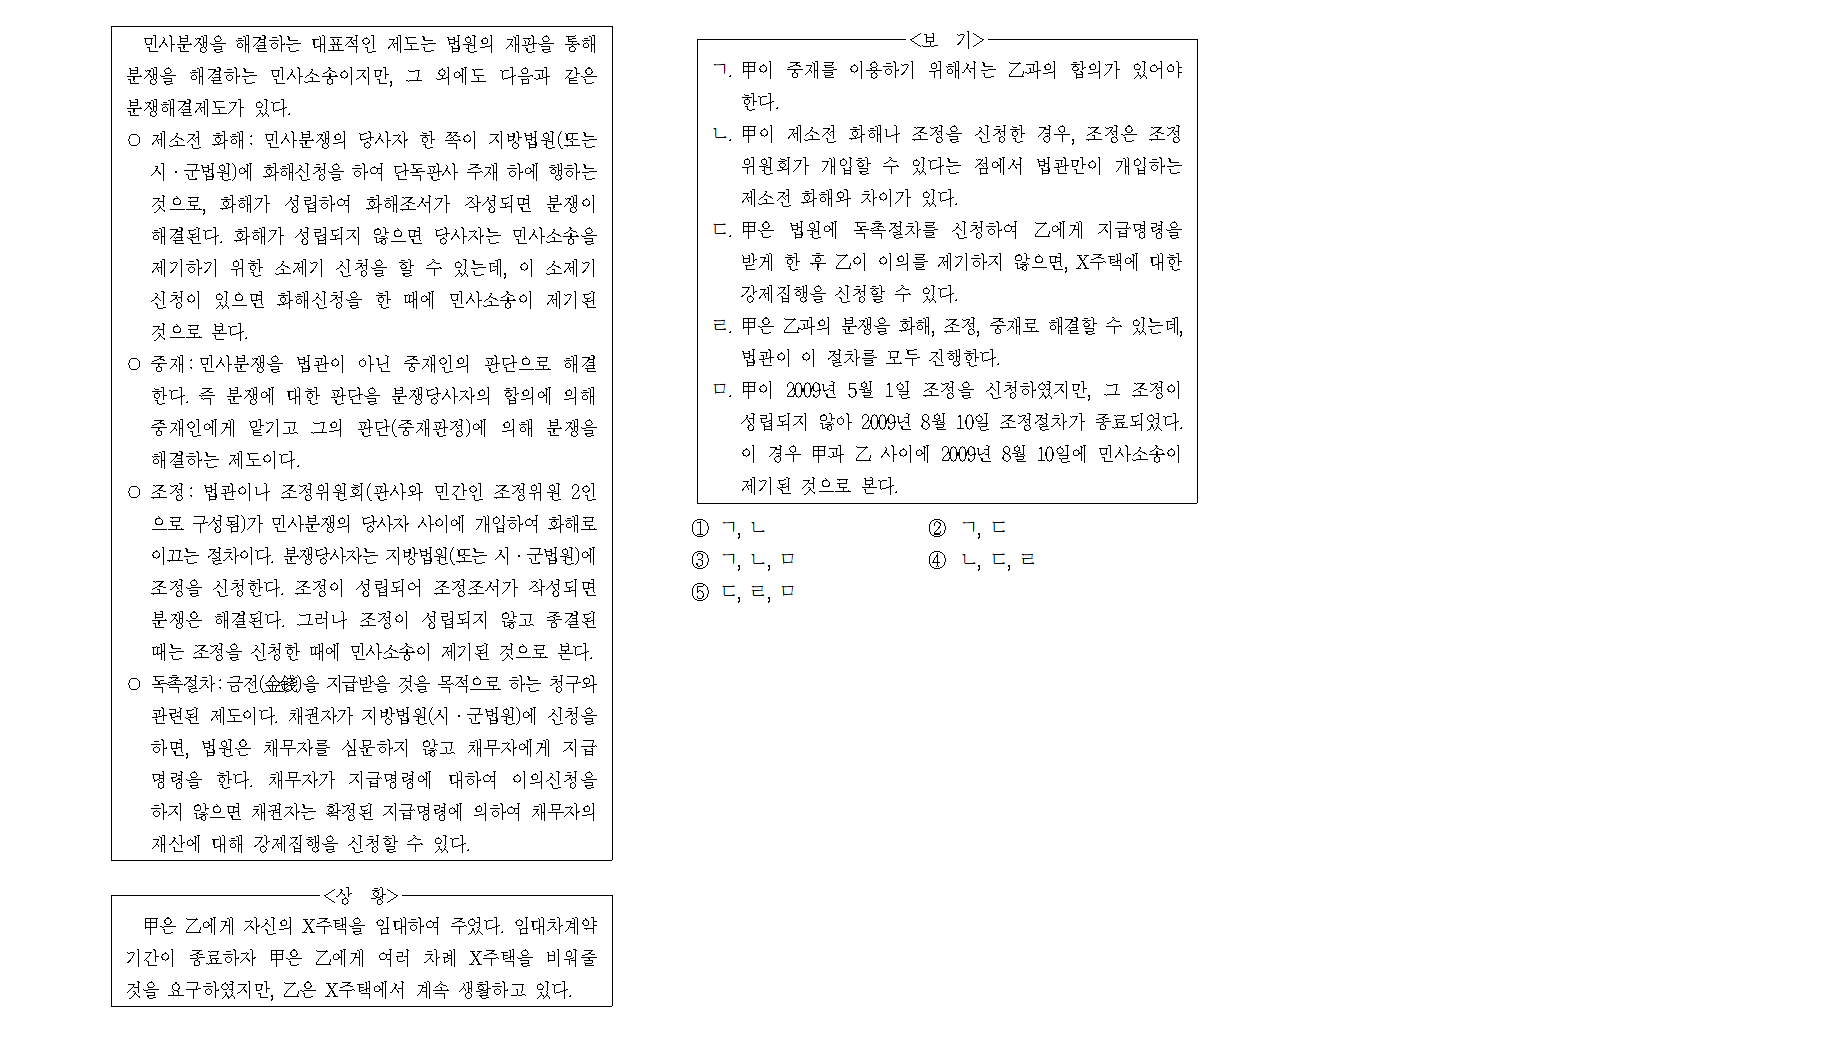 민사분쟁을 해결하는 대표적인 제도는 법원의 재판을 통해
분쟁을 해결하는 민사소송이지만, 그 외에도 다음과 같은
분쟁해결제도가 있다.
○ 제소전 화해 : 민사분쟁의 당사자 한 쪽이 지방법원(또는
시·군법원)에 화해신청을 하여 단독판사 주재 하에 행하는
것으로, 화해가 성립하여 화해조서가 작성되면 분쟁이
해결된다. 화해가 성립되지 않으면 당사자는 민사소송을
제기하기 위한 소제기 신청을 할 수 있는데, 이 소제기
신청이 있으면 화해신청을 한 때에 민사소송이 제기된
것으로 본다.
○ 중재 : 민사분쟁을 법관이 아닌 중재인의 판단으로 해결
한다. 즉 분쟁에 대한 판단을 분쟁당사자의 합의에 의해
중재인에게 맡기고 그의 판단(중재판정)에 의해 분쟁을
해결하는 제도이다.
○ 조정 : 법관이나 조정위원회(판사와 민간인 조정위원 2인
으로 구성됨)가 민사분쟁의 당사자 사이에 개입하여 화해로
이끄는 절차이다. 분쟁당사자는 지방법원(또는 시·군법원)에
조정을 신청한다. 조정이 성립되어 조정조서가 작성되면
분쟁은 해결된다. 그러나 조정이 성립되지 않고 종결된
때는 조정을 신청한 때에 민사소송이 제기된 것으로 본다.
○ 독촉절차 : 금전(金錢)을 지급받을 것을 목적으로 하는 청구와
관련된 제도이다. 채권자가 지방법원(시·군법원)에 신청을
하면, 법원은 채무자를 심문하지 않고 채무자에게 지급
명령을 한다. 채무자가 지급명령에 대하여 이의신청을
하지 않으면 채권자는 확정된 지급명령에 의하여 채무자의
재산에 대해 강제집행을 신청할 수 있다.
<상 황>
甲은 乙에게 자신의 X주택을 임대하여 주었다. 임대차계약
기간이 종료하자 甲은 乙에게 여러 차례 X주택을 비워줄
것을 요구하였지만, 乙은 X주택에서 계속 생활하고 있다.
<보 기>
ㄱ. 甲이 중재를 이용하기 위해서는 乙과의 합의가 있어야
한다.
ㄴ. 甲이 제소전 화해나 조정을 신청한 경우, 조정은 조정
위원회가 개입할 수 있다는 점에서 법관만이 개입하는
제소전 화해와 차이가 있다.
ㄷ. 甲은 법원에 독촉절차를 신청하여 乙에게 지급명령을
받게 한 후 乙이 이의를 제기하지 않으면, X주택에 대한
강제집행을 신청할 수 있다.
ㄹ. 甲은 乙과의 분쟁을 화해, 조정, 중재로 해결할 수 있는데,
법관이 이 절차를 모두 진행한다.
ㅁ. 甲이 2009년 5월 1일 조정을 신청하였지만, 그 조정이
성립되지 않아 2009년 8월 10일 조정절차가 종료되었다.
이 경우 甲과 乙 사이에 2009년 8월 10일에 민사소송이
제기된 것으로 본다.
① ㄱ, ㄴ ② ㄱ, ㄷ
③ ㄱ, ㄴ, ㅁ ④ ㄴ, ㄷ, ㄹ
⑤ ㄷ, ㄹ, ㅁ